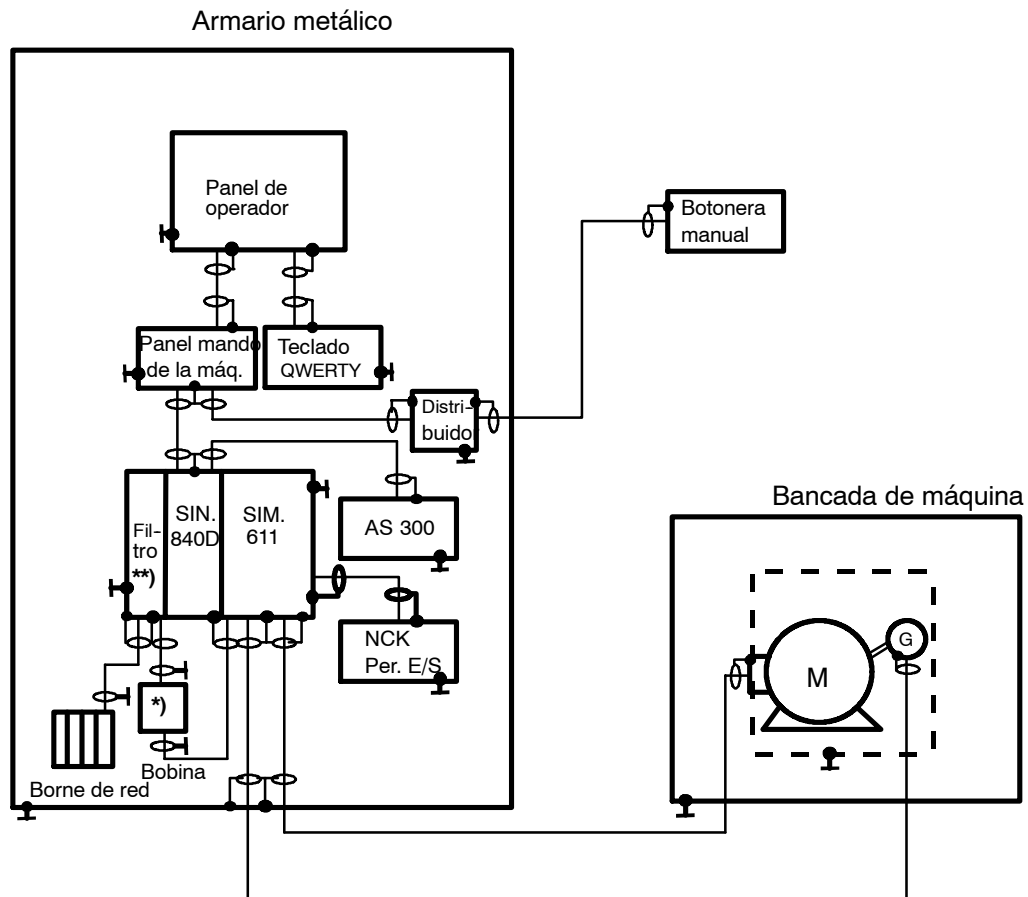 Armario metálico
Panel de
operador
Botonera
manual
Panel mando
de la máq.
Teclado
QWERTY
Distri-
buido
Bancada de máquina
Fil-
tro
**)
SIN.
840D
SIM.
611
AS 300
NCK
Per. E/S
*)
Bobina
Borne de red
M
G